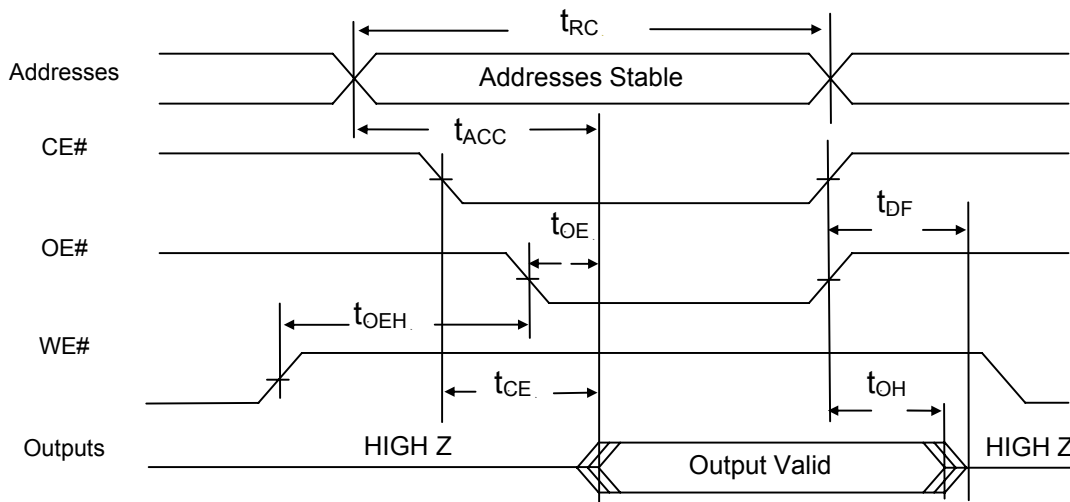 tRC
Addresses
Addresses Stable
tACC
CE#
tDF
tOE
OE#
tOEH
WE#
tCE
tOH
HIGH Z
HIGH Z
Outputs
Output Valid